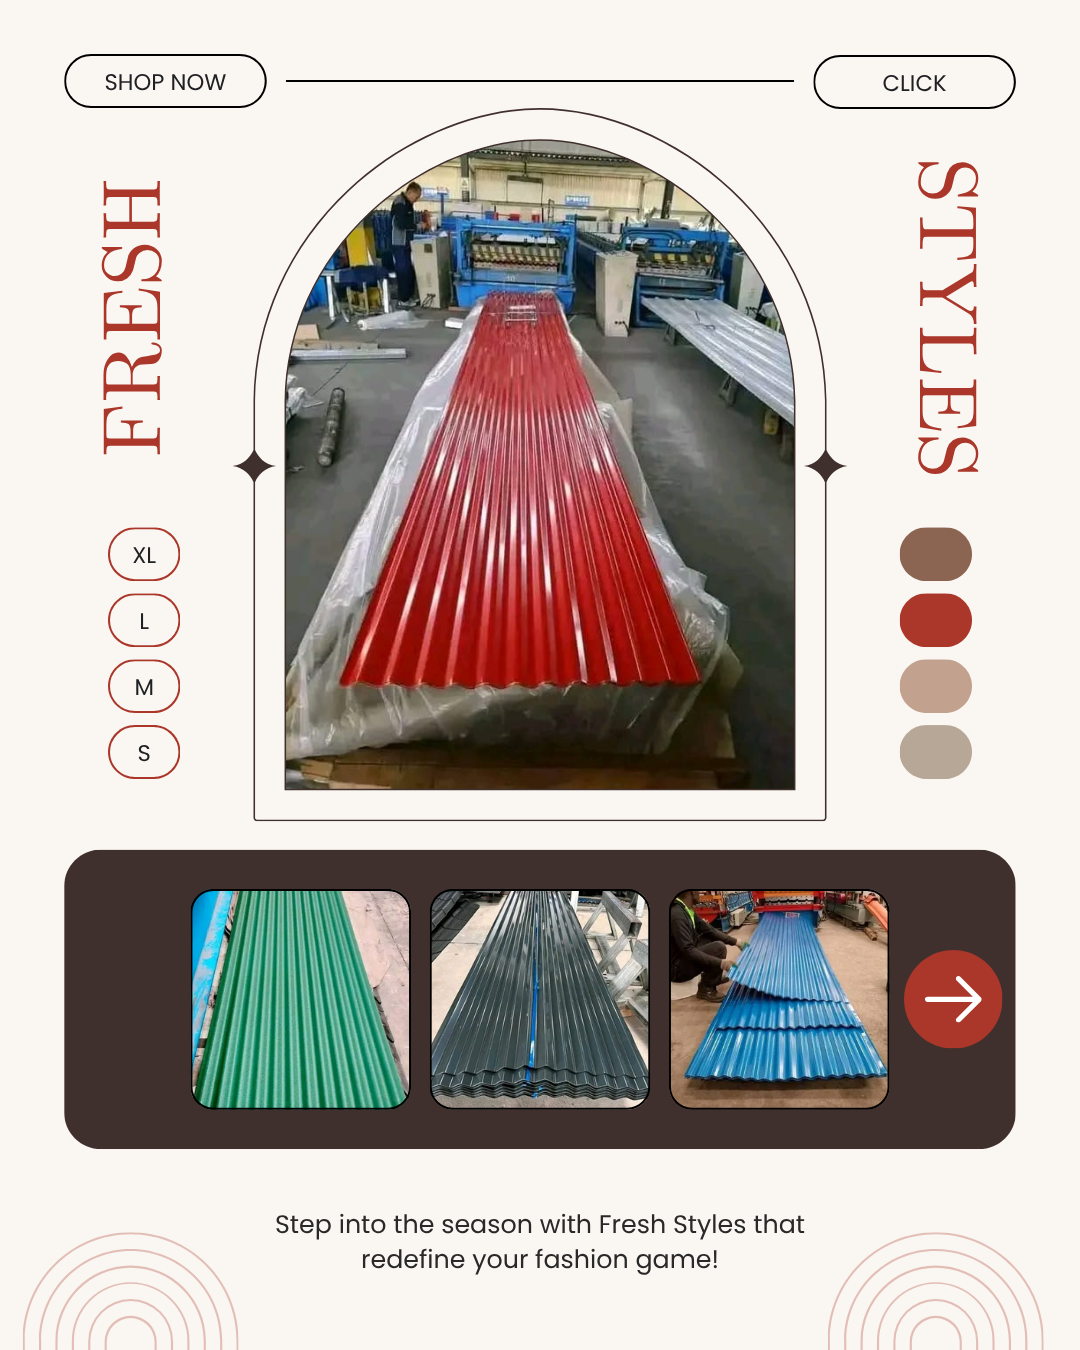 SHOP NOW
CLICK
FRESH
STYLES
XL
L
M
S
Step into the season with Fresh Styles that
redefine your fashion game!